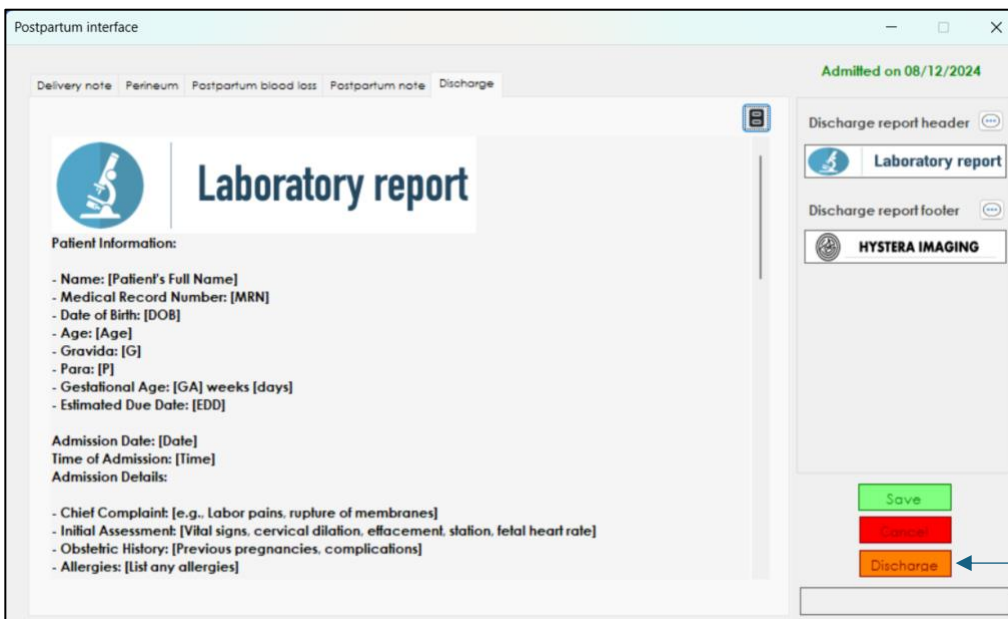 Postpartum interface
Admitted on 08/12/2024
Delivery note Perineum Postpartum blood loss Postpartum note Discharge
Laboratory report
Patient Information:
- Name: [Patient's Full Name]
- Medical Record Number: [MRN]
- Date of Birth: [DOB]
- Age: [Age]
- Gravida: [G]
- Para: [P]
- Gestational Age: [GA] weeks [days]
- Estimated Due Date: [EDD]
Admission Date: [Date]
Time of Admission: [Time]
Admission Details:
- Chief Complaint: [e.g., Labor pains, rupture of membranes]
- Initial Assessment: [Vital signs, cervical dilation, effacement, station, fetal heart rate]
- Obstetric History: [Previous pregnancies, complications]
- Allergies: [List any allergies]
Discharge report header
Laboratory report
Discharge report footer
HYSTERA IMAGING
Save
Cancel
Discharge